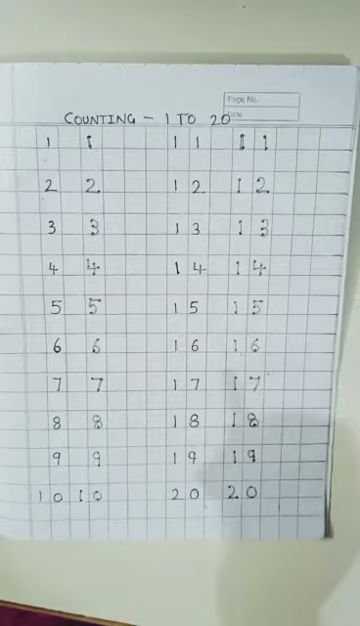 Page No.
COUNTING - 1 TO 20
Date
1 1 11 11
2 2 12 12
3 3 13 13
4 4 14 14
5 5 15 15
6 6 16 16
7 7 17 17
8 8 18 18
9 9 19 19
10 10 20 20